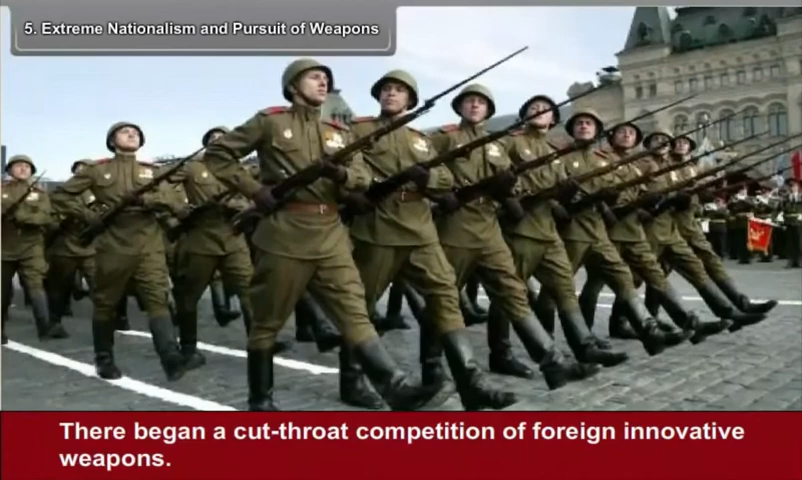 5. Extreme Nationalism and Pursuit of Weapons
There began a cut-throat competition of foreign innovative
weapons.